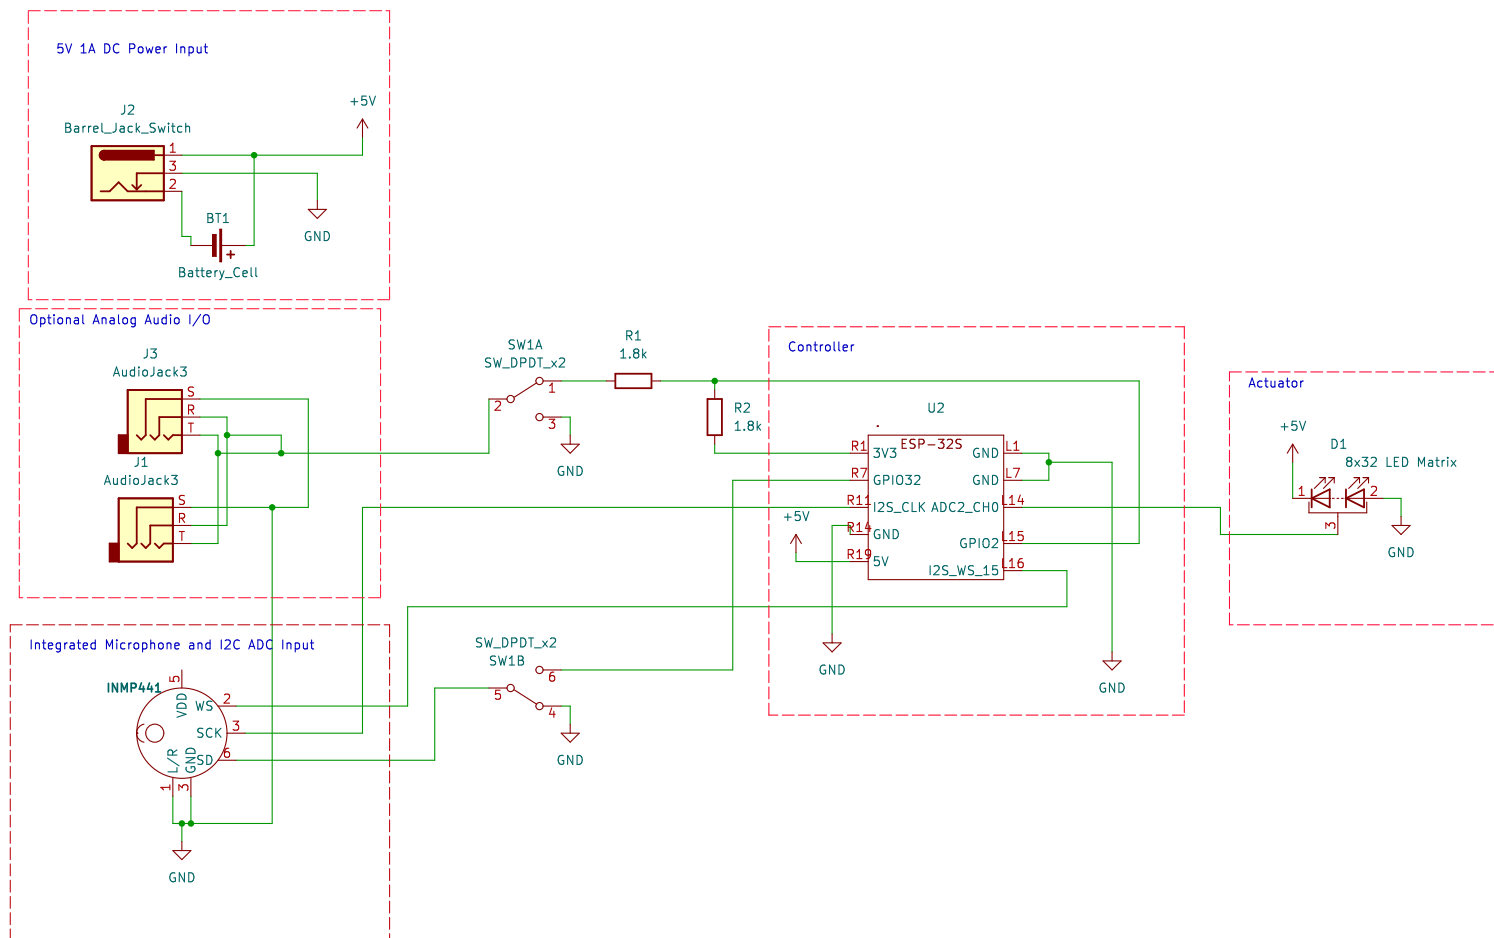 5V 1A DC Power Input
J2
Barrel_Jack_Switch
1
3
2
+5V
GND
BT1
+
Battery_Cell
Optional Analog Audio I/O
J3
AudioJack3
S
R
T
J1
AudioJack3
S
R
T
Integrated Microphone and I2C ADC Input
INMP441
5
VDD
WS
2
SCK
3
SD
6
L/R
GND
1
3
GND
SW1A
SW_DPDT_x2
1
2
3
GND
R1
1.8k
R2
1.8k
SW_DPDT_x2
SW1B
6
5
4
GND
Controller
U2
ESP-32S
R1
3V3
R7
GPIO32
R11
I2S_CLK
R14
GND
R19
5V
GND
L1
GND
L7
ADC2_CH0
L14
GPIO2
L15
I2S_WS_15
L16
+5V
GND
GND
Actuator
+5V
D1
8x32 LED Matrix
1
2
3
GND